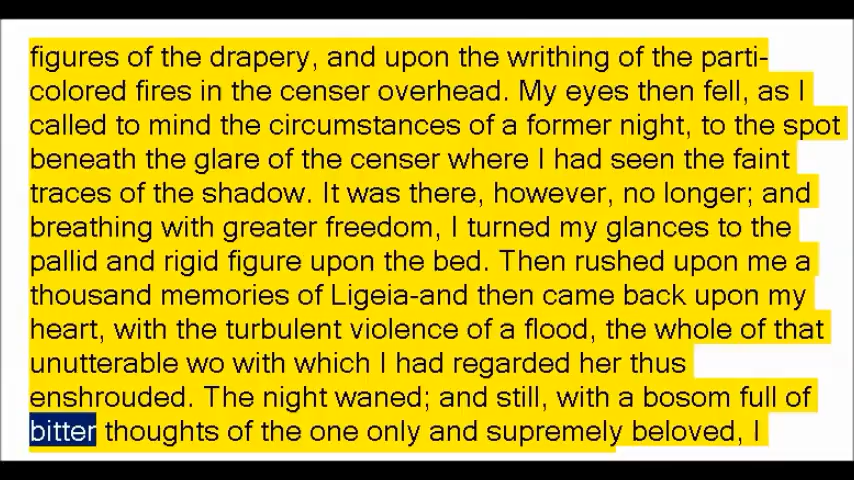 figures of the drapery, and upon the writhing of the parti-
colored fires in the censer overhead. My eyes then fell, as I
called to mind the circumstances of a former night, to the spot
beneath the glare of the censer where I had seen the faint
traces of the shadow. It was there, however, no longer; and
breathing with greater freedom, I turned my glances to the
pallid and rigid figure upon the bed. Then rushed upon me a
thousand memories of Ligeia-and then came back upon my
heart, with the turbulent violence of a flood, the whole of that
unutterable wo with which I had regarded her thus
enshrouded. The night waned; and still, with a bosom full of
bitter thoughts of the one only and supremely beloved, I